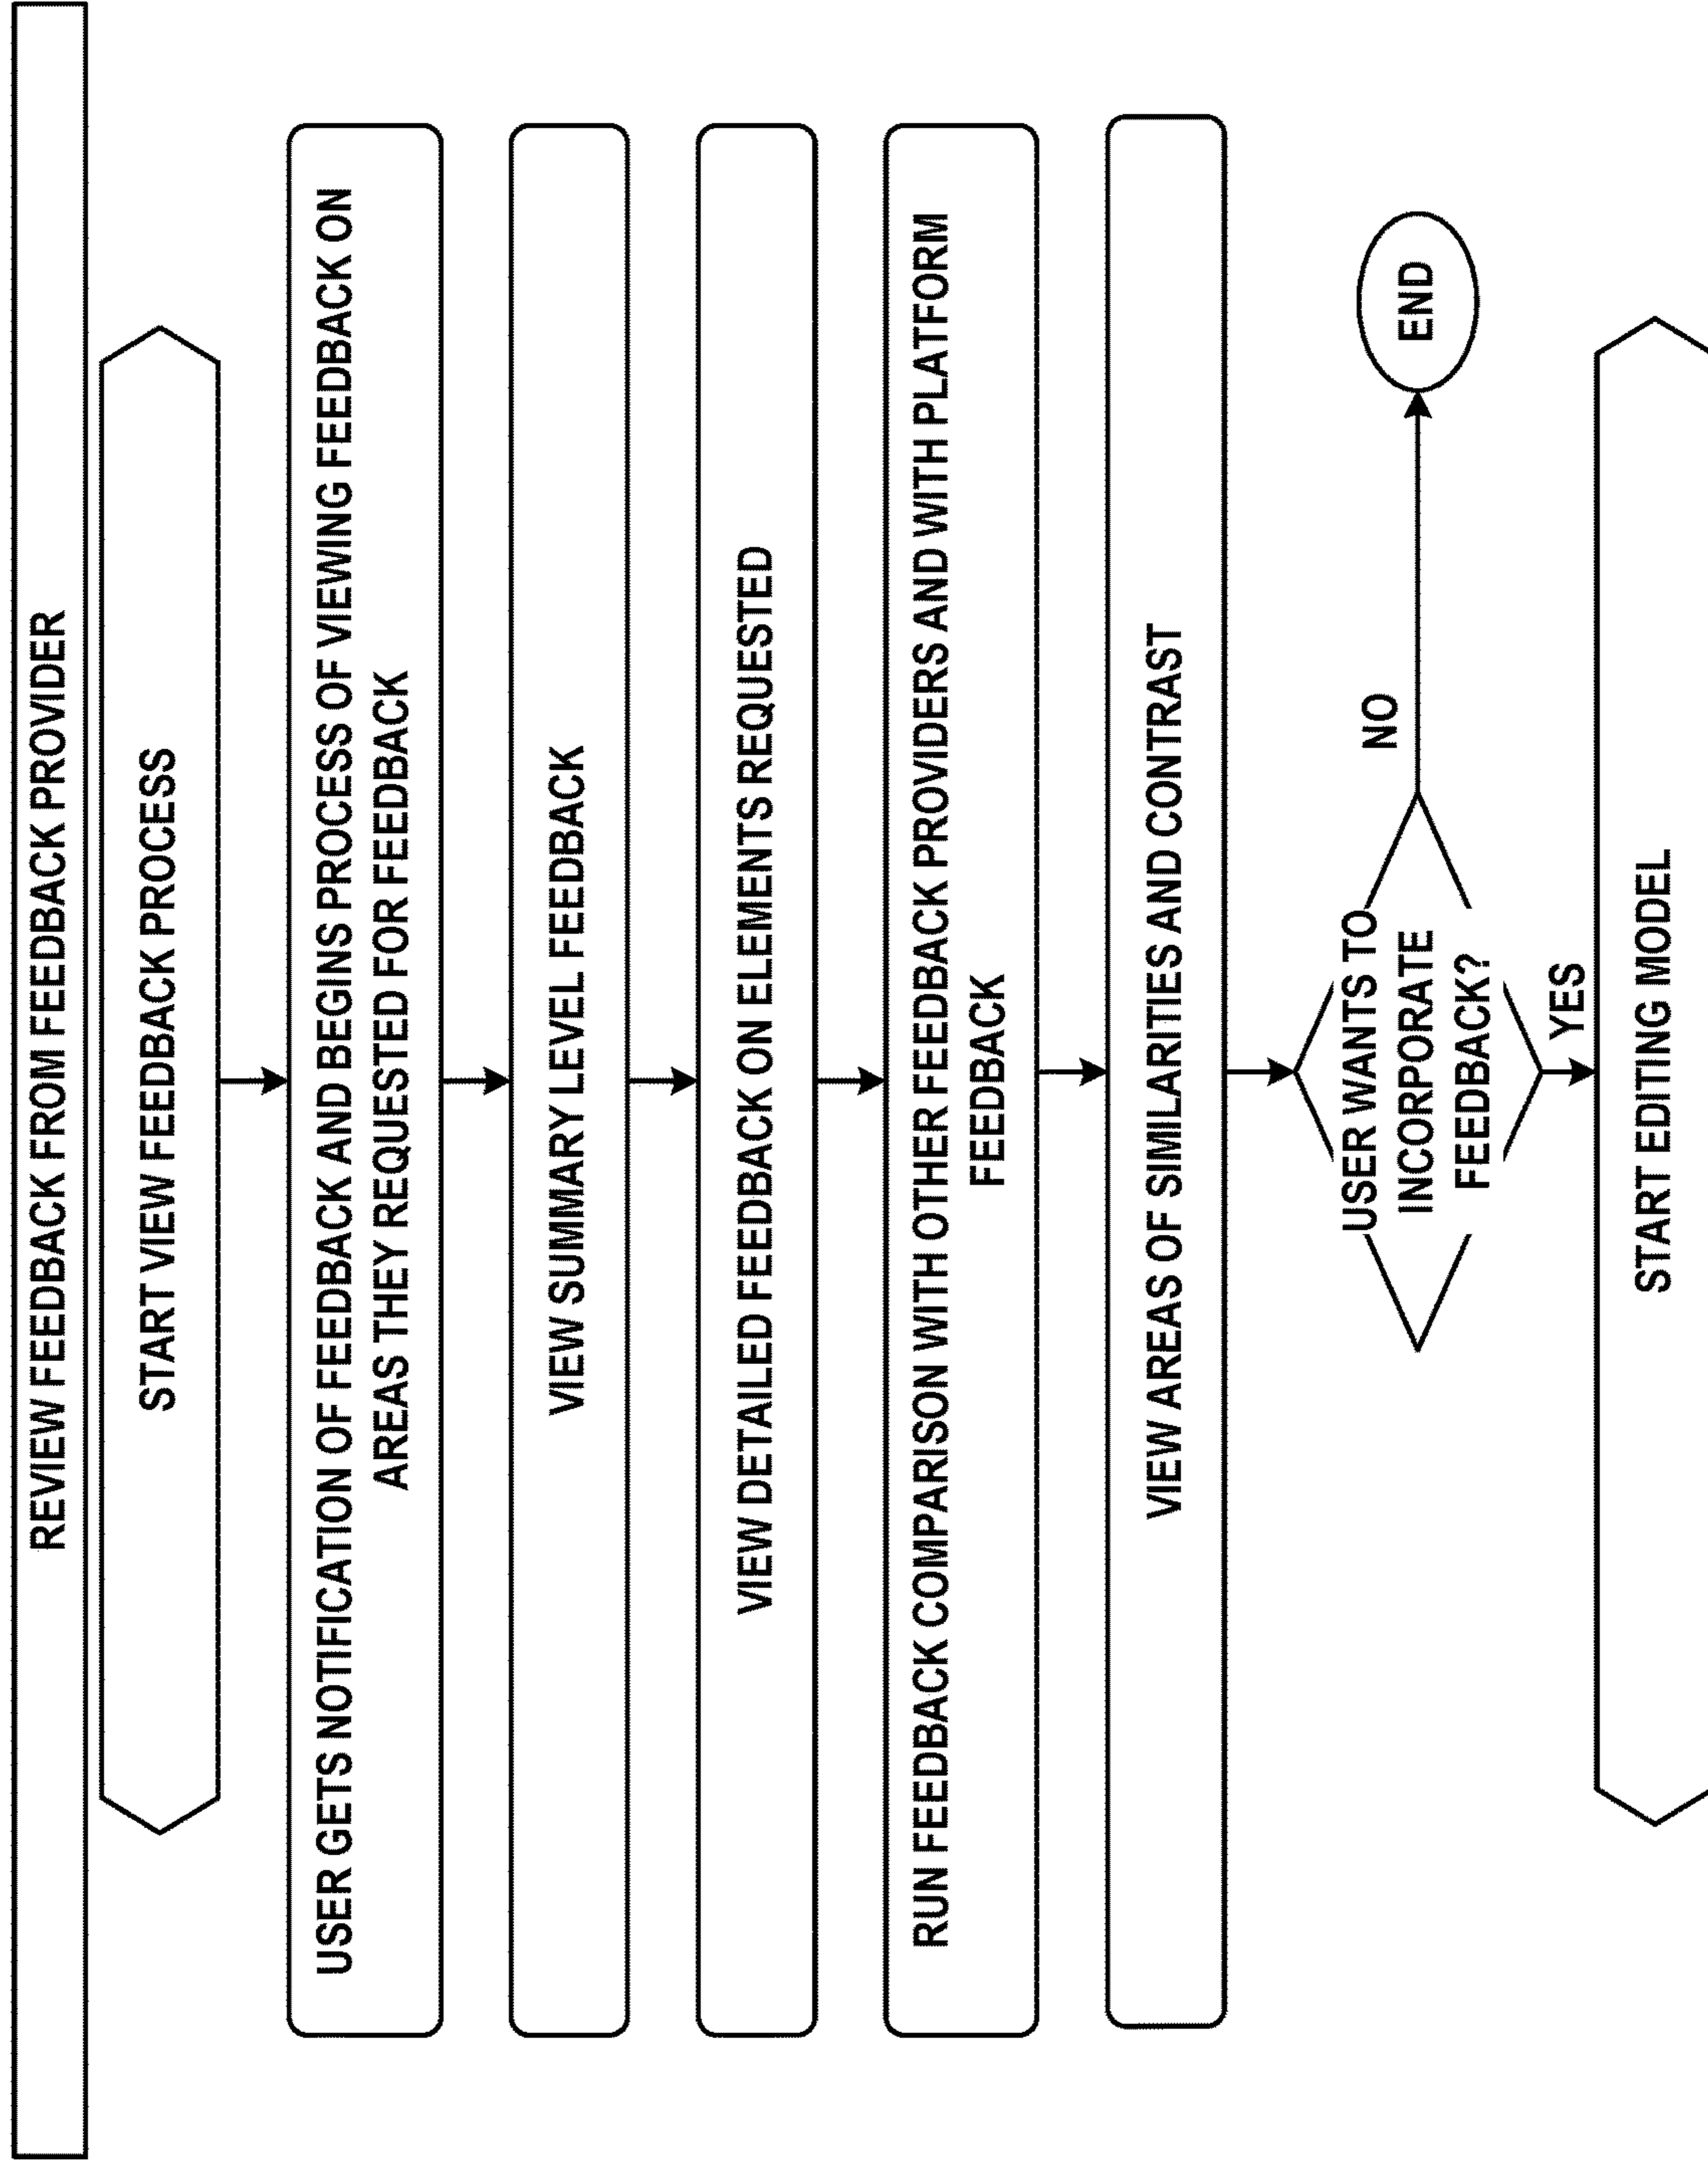 REVIEW FEEDBACK FROM FEEDBACK PROVIDER
START VIEW FEEDBACK PROCESS
USER GETS NOTIFICATION OF FEEDBACK AND BEGINS PROCESS OF VIEWING FEEDBACK ON
AREAS THEY REQUESTED FOR FEEDBACK
VIEW SUMMARY LEVEL FEEDBACK
VIEW DETAILED FEEDBACK ON ELEMENTS REQUESTED
RUN FEEDBACK COMPARISON WITH OTHER FEEDBACK PROVIDERS AND WITH PLATFORM
FEEDBACK
VIEW AREAS OF SIMILARITIES AND CONTRAST
USER WANTS TO
INCORPORATE
FEEDBACK?
NO
END
YES
START EDITING MODEL